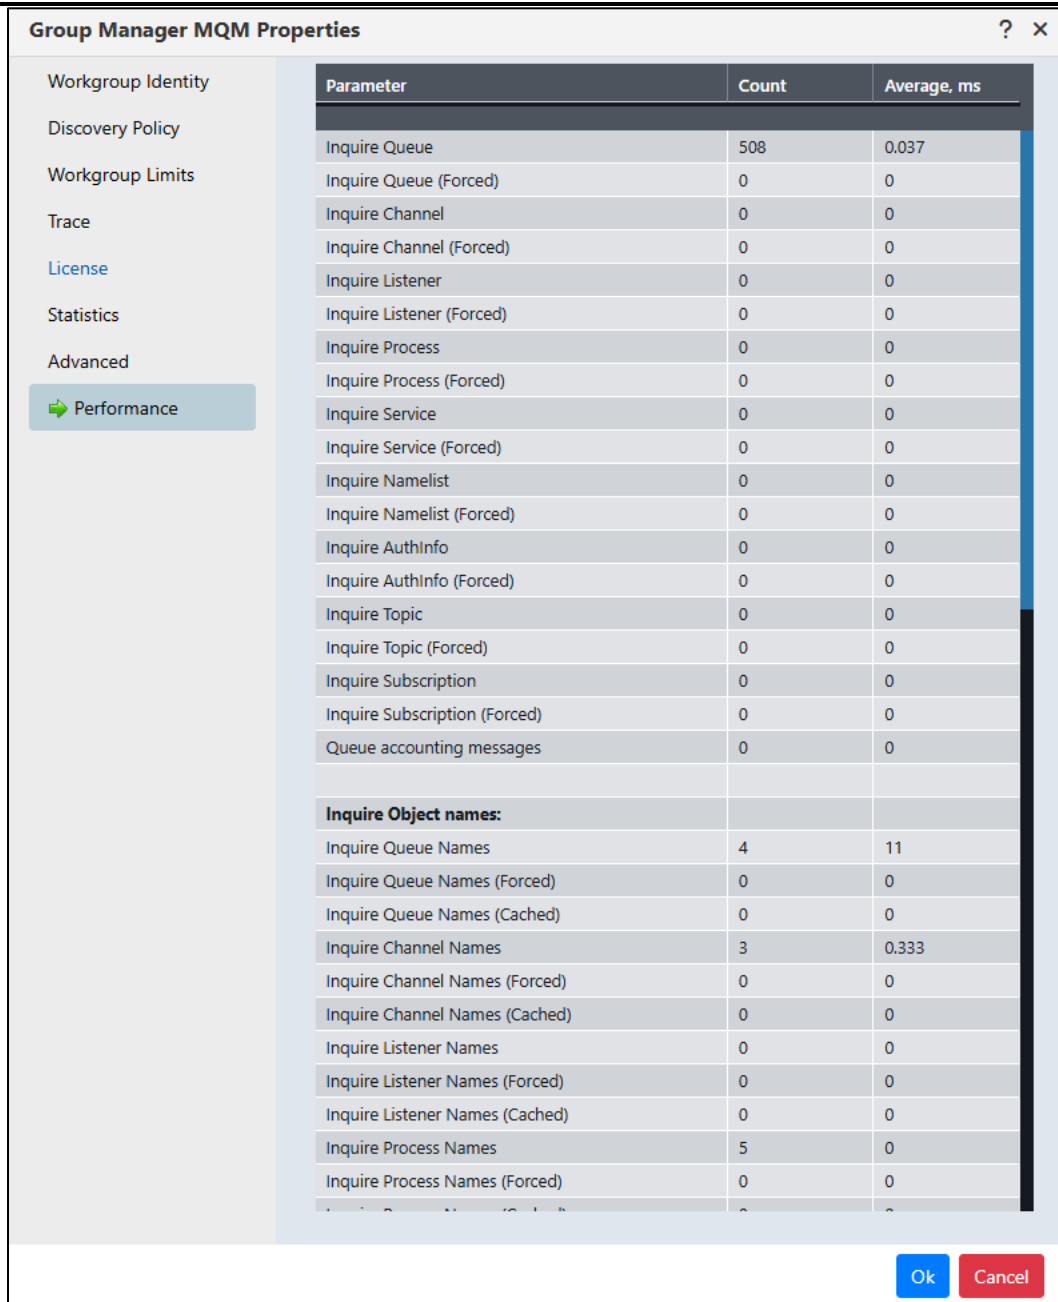 Group Manager MQM Properties ? ×
Workgroup Identity
Discovery Policy
Workgroup Limits
Trace
License
Statistics
Advanced
Performance
Parameter Count Average, ms
Inquire Queue 508 0.037
Inquire Queue (Forced) 0 0
Inquire Channel 0 0
Inquire Channel (Forced) 0 0
Inquire Listener 0 0
Inquire Listener (Forced) 0 0
Inquire Process 0 0
Inquire Process (Forced) 0 0
Inquire Service 0 0
Inquire Service (Forced) 0 0
Inquire Namelist 0 0
Inquire Namelist (Forced) 0 0
Inquire AuthInfo 0 0
Inquire AuthInfo (Forced) 0 0
Inquire Topic 0 0
Inquire Topic (Forced) 0 0
Inquire Subscription 0 0
Inquire Subscription (Forced) 0 0
Queue accounting messages 0 0
Inquire Object names:
Inquire Queue Names 4 11
Inquire Queue Names (Forced) 0 0
Inquire Queue Names (Cached) 0 0
Inquire Channel Names 3 0.333
Inquire Channel Names (Forced) 0 0
Inquire Channel Names (Cached) 0 0
Inquire Listener Names 0 0
Inquire Listener Names (Forced) 0 0
Inquire Listener Names (Cached) 0 0
Inquire Process Names 5 0
Inquire Process Names (Forced) 0 0
Ok Cancel